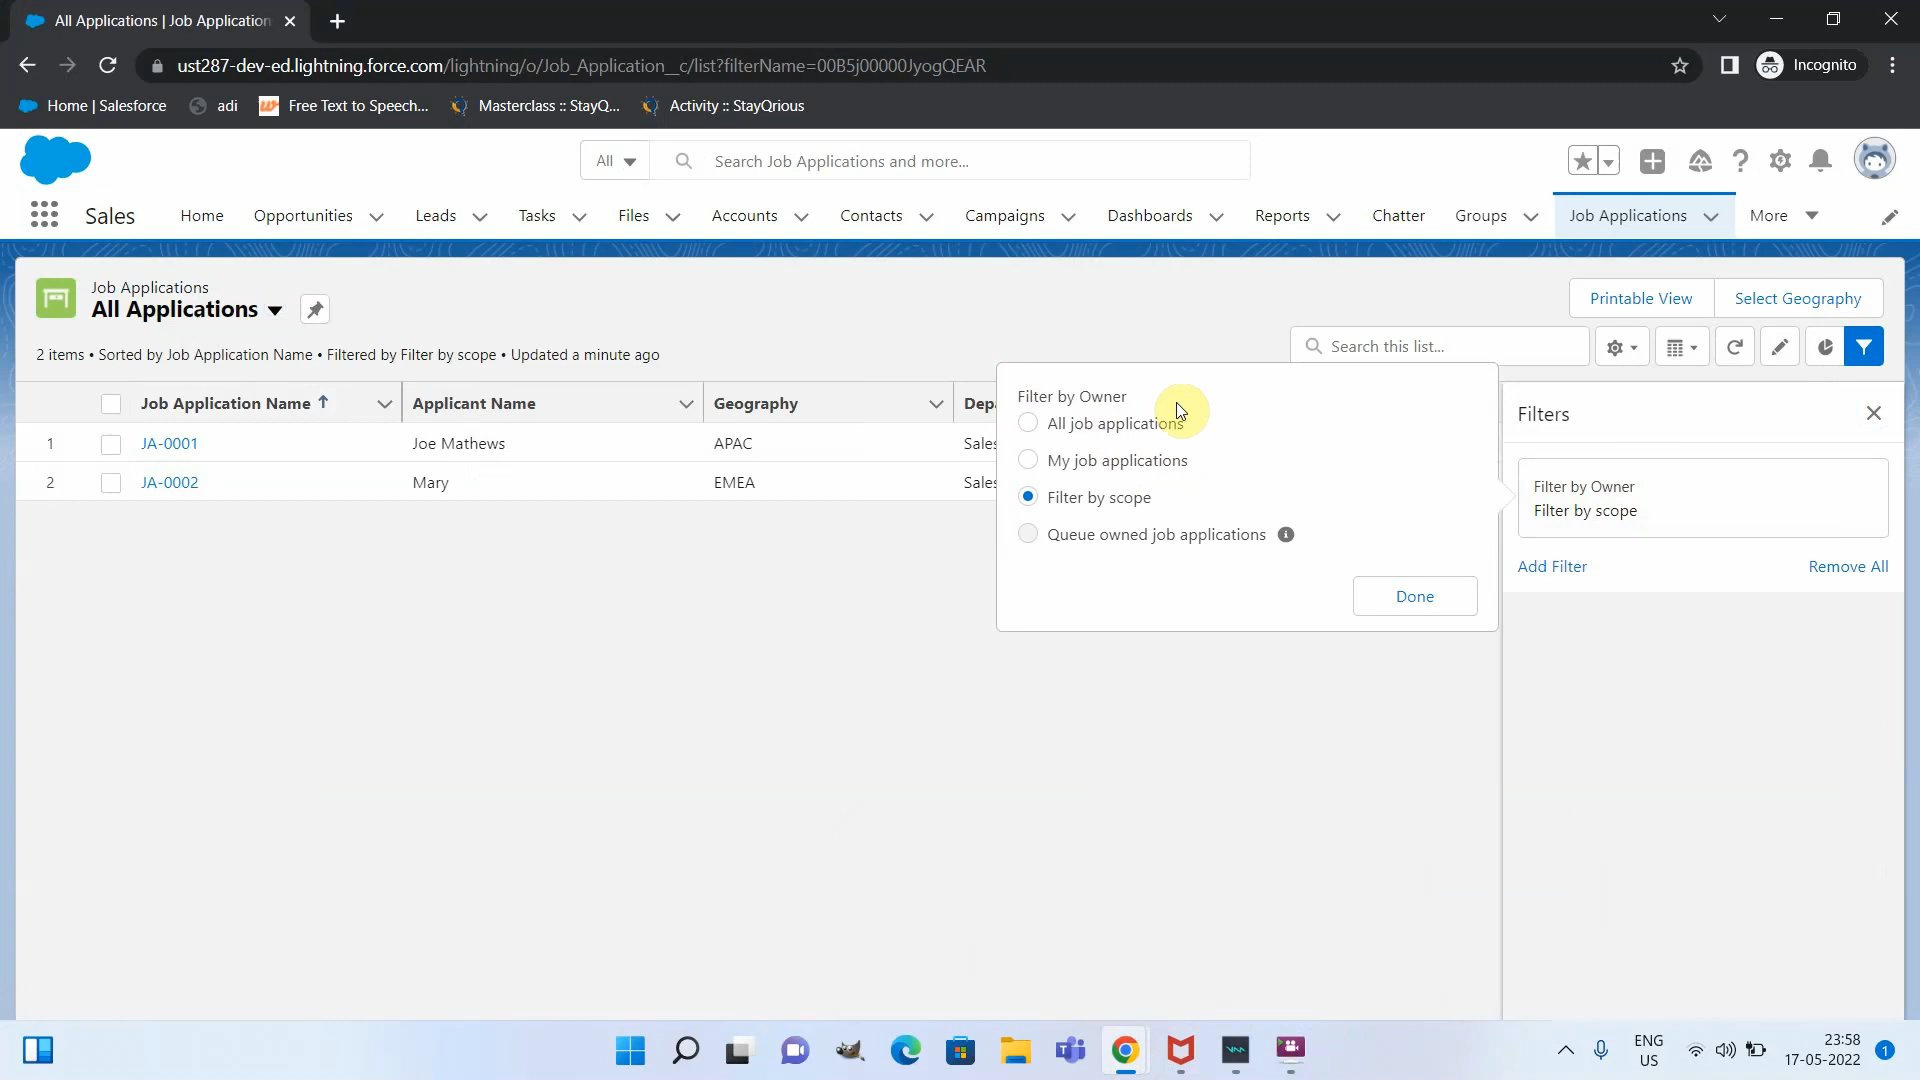 All Applications | Job Application
ust287-dev-ed.lightning.force.com/lightning/o/Job_Application__c/list?filterName=00B5j00000JyogQEAR
Incognito
Home | Salesforce adi Free Text to Speech... Masterclass :: StayQ... Activity :: StayQrious
All Search Job Applications and more...
Sales Home Opportunities Leads Tasks Files Accounts Contacts Campaigns Dashboards Reports Chatter Groups Job Applications More
Job Applications
All Applications
Printable View Select Geography
2 items • Sorted by Job Application Name • Filtered by Filter by scope • Updated a minute ago
Search this list...
Job Application Name Applicant Name Geography Depa
1 JA-0001 Joe Mathews APAC Sales
2 JA-0002 Mary EMEA Sales
Filter by Owner
All job applications
My job applications
Filter by scope
Queue owned job applications
Done
Filters
Filter by Owner
Filter by scope
Add Filter Remove All
ENG
US
23:58
17-05-2022
1